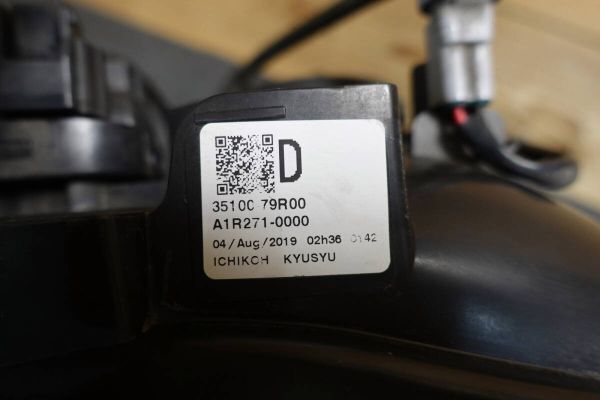 D
35100 79R00
A1R271-0000
04/Aug/2019 02h36 0142
ICHIKOH KYUSYU